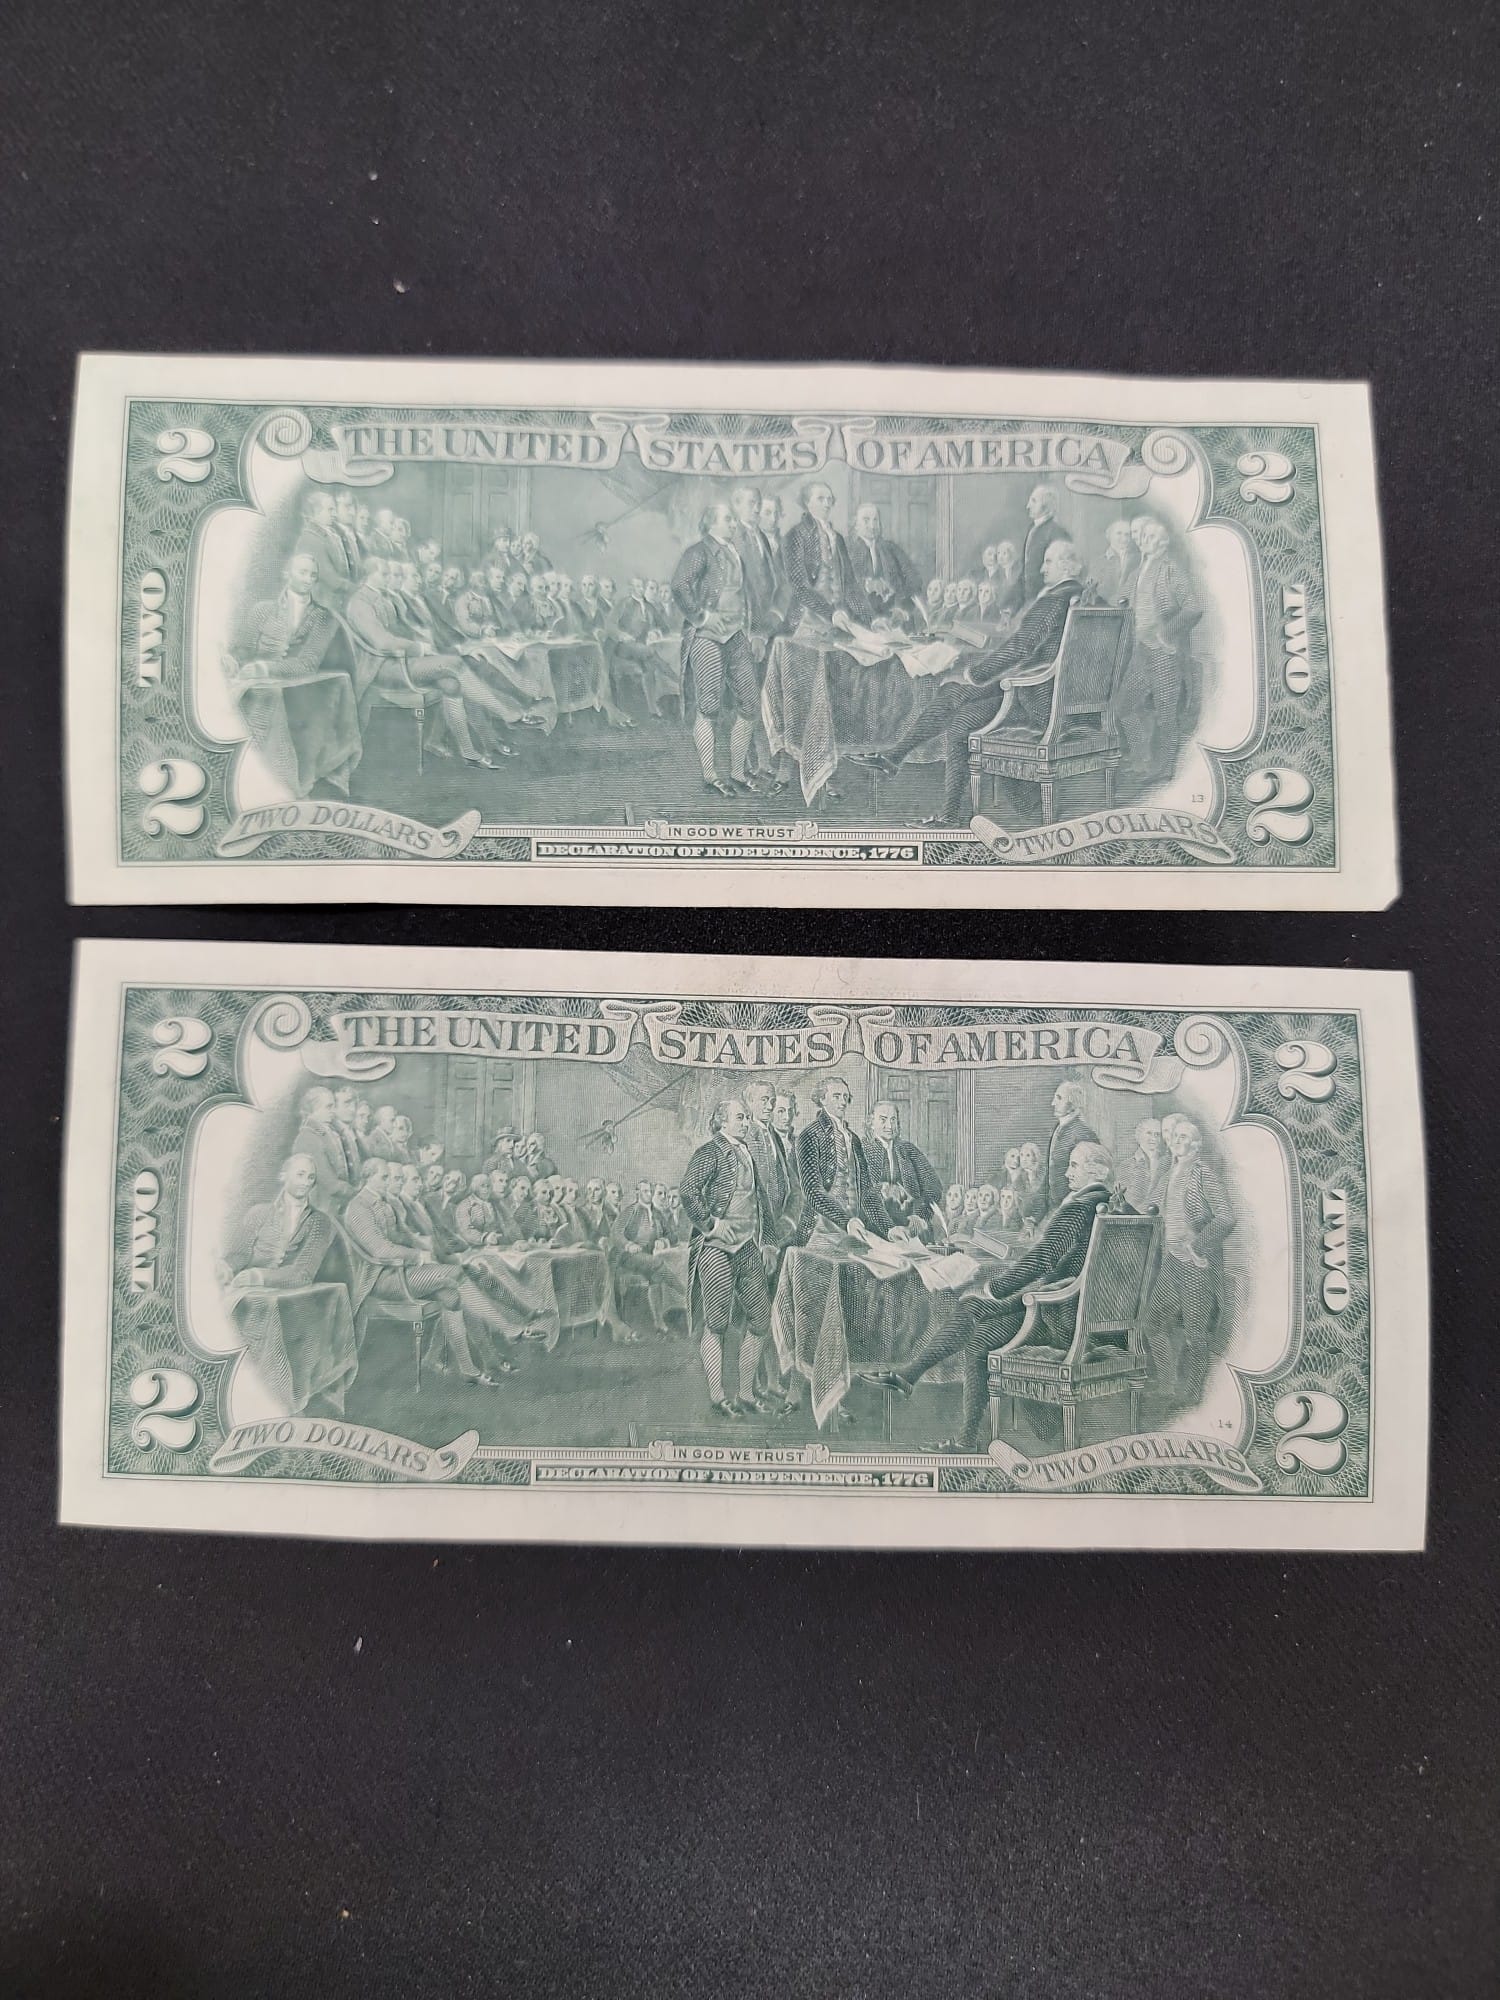 2 THE UNITED STATES OF AMERICA 2
TWO TWO
13
2 TWO DOLLARS IN GOD WE TRUST TWO DOLLARS 2
DECLARATION OF INDEPENDENCE, 1776
2 THE UNITED STATES OF AMERICA 2
TWO TWO
14
2 TWO DOLLARS IN GOD WE TRUST TWO DOLLARS 2
DECLARATION OF INDEPENDENCE, 1776